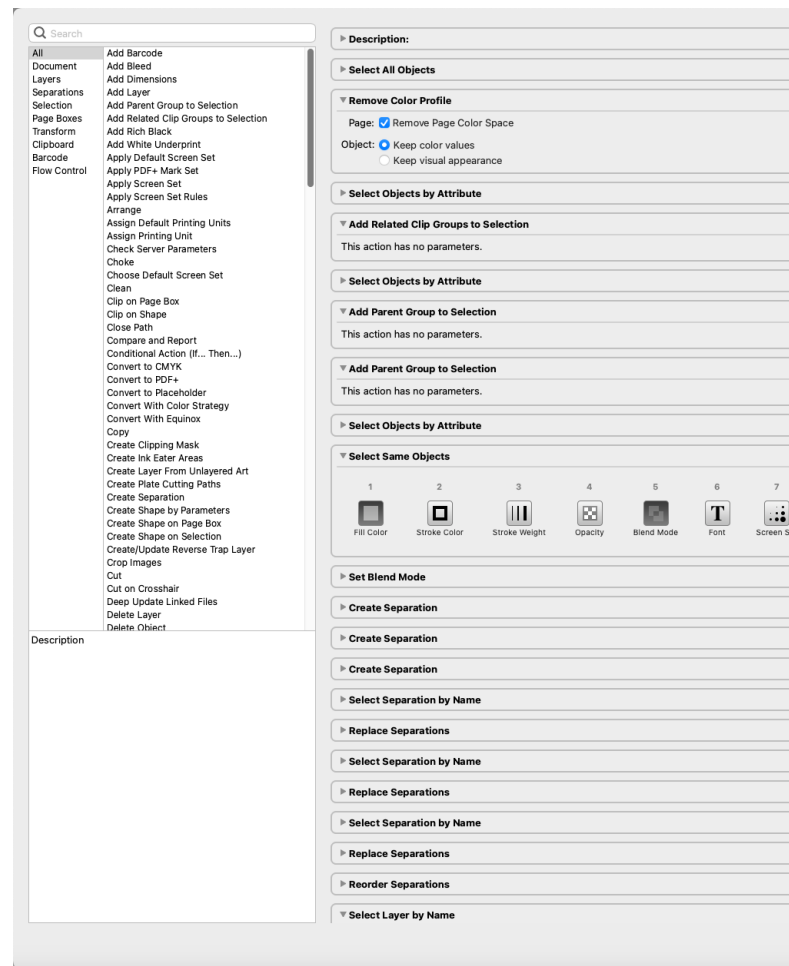 Search
All
Document
Layers
Separations
Selection
Page Boxes
Transform
Clipboard
Barcode
Flow Control
Add Barcode
Add Bleed
Add Dimensions
Add Layer
Add Parent Group to Selection
Add Related Clip Groups to Selection
Add Rich Black
Add White Underprint
Apply Default Screen Set
Apply PDF+ Mark Set
Apply Screen Set
Apply Screen Set Rules
Arrange
Assign Default Printing Units
Assign Printing Unit
Check Server Parameters
Choke
Choose Default Screen Set
Clean
Clip on Page Box
Clip on Shape
Close Path
Compare and Report
Conditional Action (If... Then...)
Convert to CMYK
Convert to PDF+
Convert to Placeholder
Convert With Color Strategy
Convert With Equinox
Copy
Create Clipping Mask
Create Ink Eater Areas
Create Layer From Unlayered Art
Create Plate Cutting Paths
Create Separation
Create Shape by Parameters
Create Shape on Page Box
Create Shape on Selection
Create/Update Reverse Trap Layer
Crop Images
Cut
Cut on Crosshair
Deep Update Linked Files
Delete Layer
Delete Object
Description
Description:
Select All Objects
Remove Color Profile
Page: Remove Page Color Space
Object: Keep color values
Keep visual appearance
Select Objects by Attribute
Add Related Clip Groups to Selection
This action has no parameters.
Select Objects by Attribute
Add Parent Group to Selection
This action has no parameters.
Add Parent Group to Selection
This action has no parameters.
Select Objects by Attribute
Select Same Objects
1 2 3 4 5 6 7
T
Fill Color Stroke Color Stroke Weight Opacity Blend Mode Font Screen S
Set Blend Mode
Create Separation
Create Separation
Create Separation
Select Separation by Name
Replace Separations
Select Separation by Name
Replace Separations
Select Separation by Name
Replace Separations
Reorder Separations
Select Layer by Name